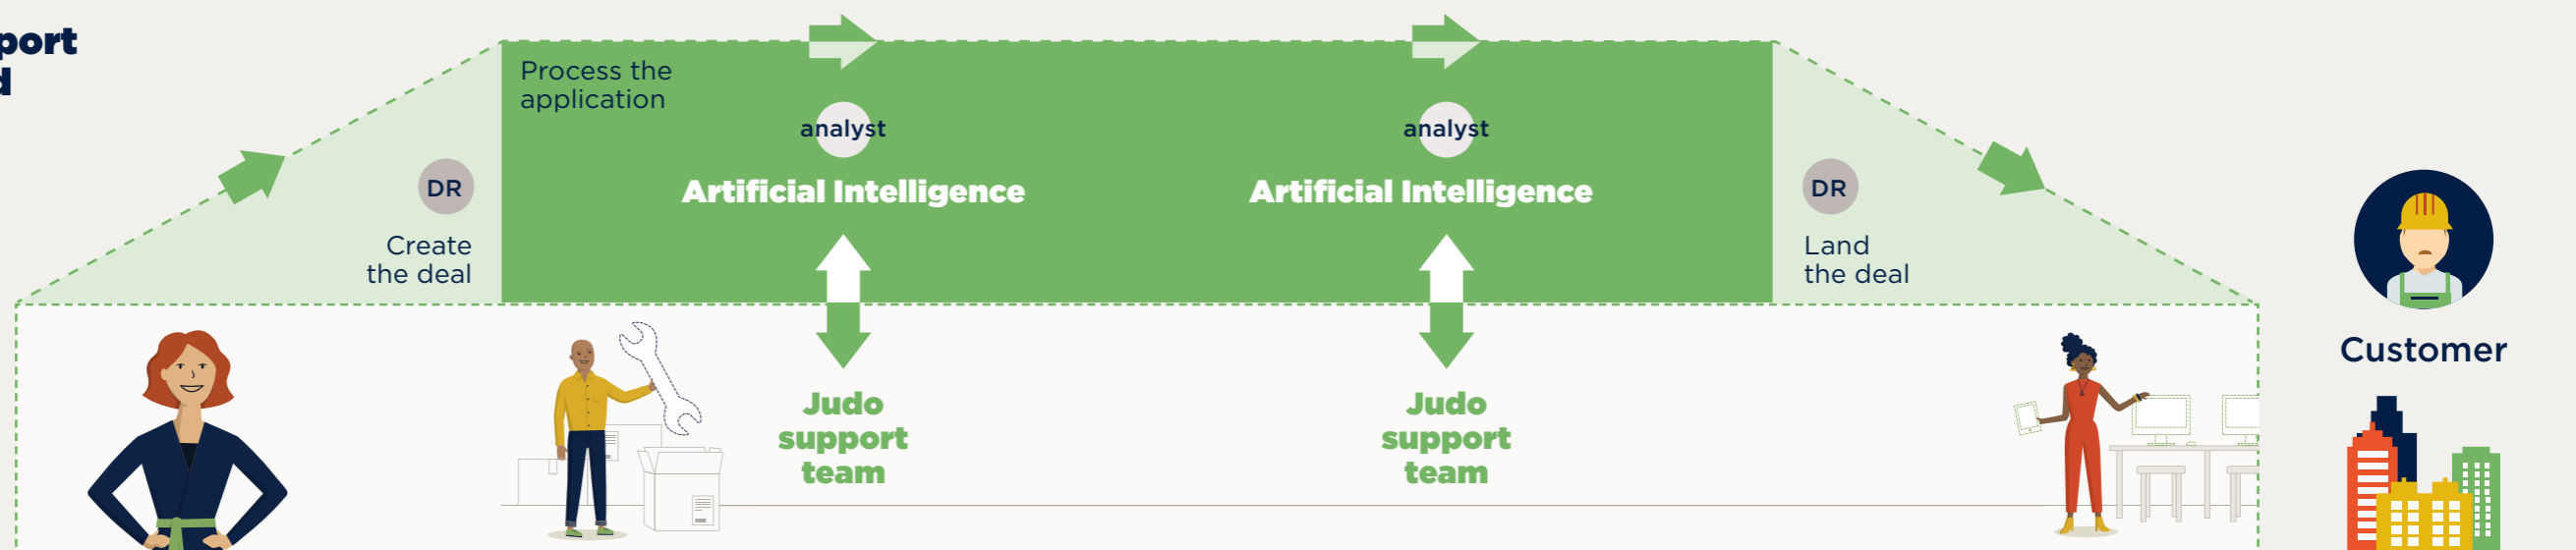 port
d
Process the
application
analyst
analyst
Artificial Intelligence
Artificial Intelligence
DR
Create
the deal
DR
Land
the deal
Judo
support
team
Judo
support
team
Customer